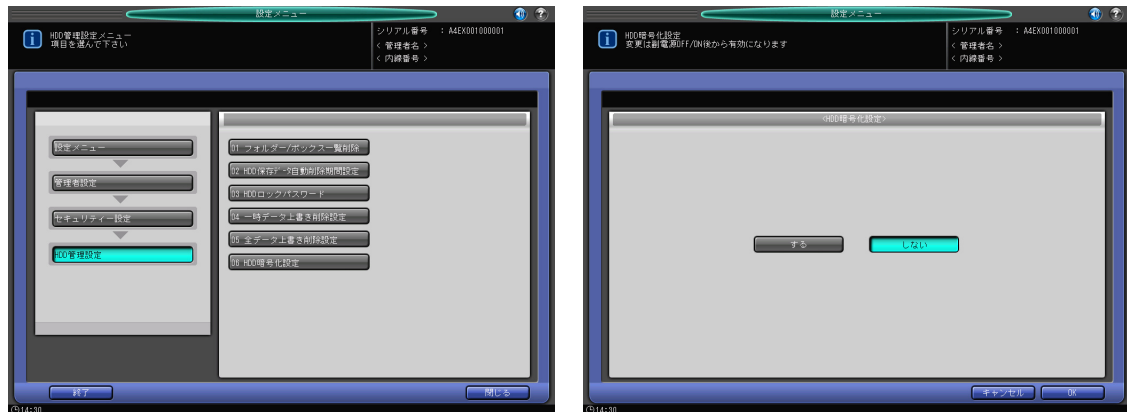 設定メニュー
HDD管理設定メニュー
項目を選んで下さい
シリアル番号 : A4EX001000001
< 管理者名 >
< 内線番号 >
設定メニュー
管理者設定
セキュリティー設定
HDD管理設定
01 フォルダー/ボックス一覧削除
02 HDD保存データ自動削除期間設定
03 HDDロックパスワード
04 一時データ上書き削除設定
05 全データ上書き削除設定
06 HDD暗号化設定
終了
閉じる
14:30
設定メニュー
HDD暗号化設定
変更は副電源OFF/ON後から有効になります
シリアル番号 : A4EX001000001
< 管理者名 >
< 内線番号 >
<HDD暗号化設定>
する
しない
キャンセル
OK
14:30